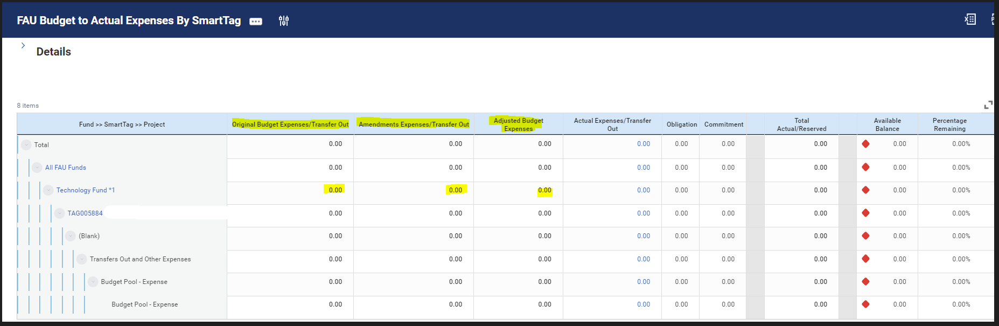 FAU Budget to Actual Expenses By SmartTag
Details
8 items
Fund >> SmartTag >> Project Original Budget Expenses/Transfer Out Amendments Expenses/Transfer Out Adjusted Budget Expenses Actual Expenses/Transfer Out Obligation Commitment Total Actual/Reserved Available Balance Percentage Remaining
Total 0.00 0.00 0.00 0.00 0.00 0.00 0.00 0.00 0.00%
All FAU Funds 0.00 0.00 0.00 0.00 0.00 0.00 0.00 0.00 0.00%
Technology Fund *1 0.00 0.00 0.00 0.00 0.00 0.00 0.00 0.00 0.00%
TAG005884 0.00 0.00 0.00 0.00 0.00 0.00 0.00 0.00 0.00%
(Blank) 0.00 0.00 0.00 0.00 0.00 0.00 0.00 0.00 0.00%
Transfers Out and Other Expenses 0.00 0.00 0.00 0.00 0.00 0.00 0.00 0.00 0.00%
Budget Pool - Expense 0.00 0.00 0.00 0.00 0.00 0.00 0.00 0.00 0.00%
Budget Pool - Expense 0.00 0.00 0.00 0.00 0.00 0.00 0.00 0.00 0.00%